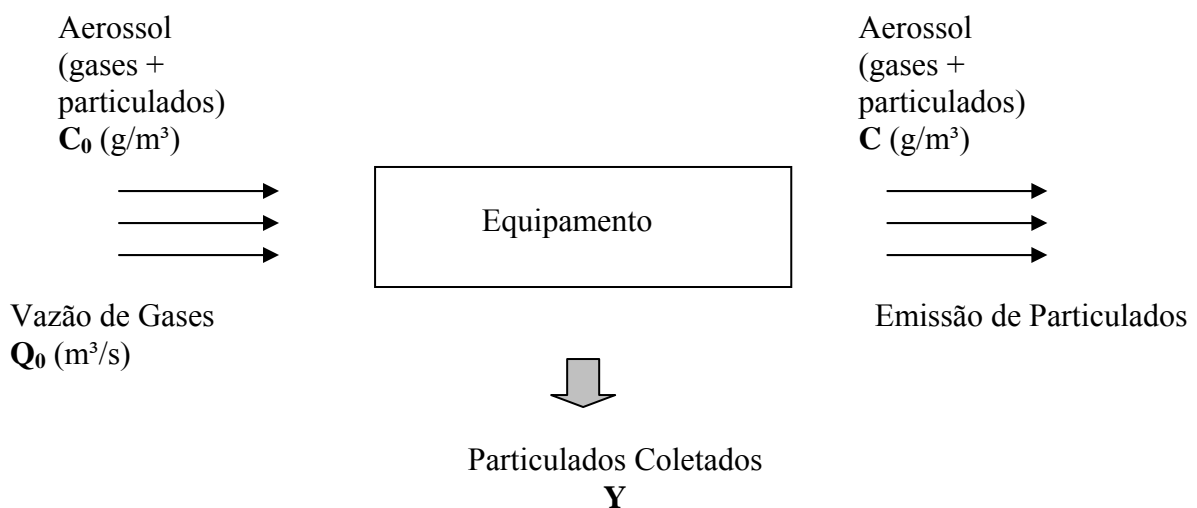 Aerossol
(gases +
particulados)
C₀ (g/m³)
Vazão de Gases
Q₀ (m³/s)
Equipamento
Particulados Coletados
Y
Aerossol
(gases +
particulados)
C (g/m³)
Emissão de Particulados